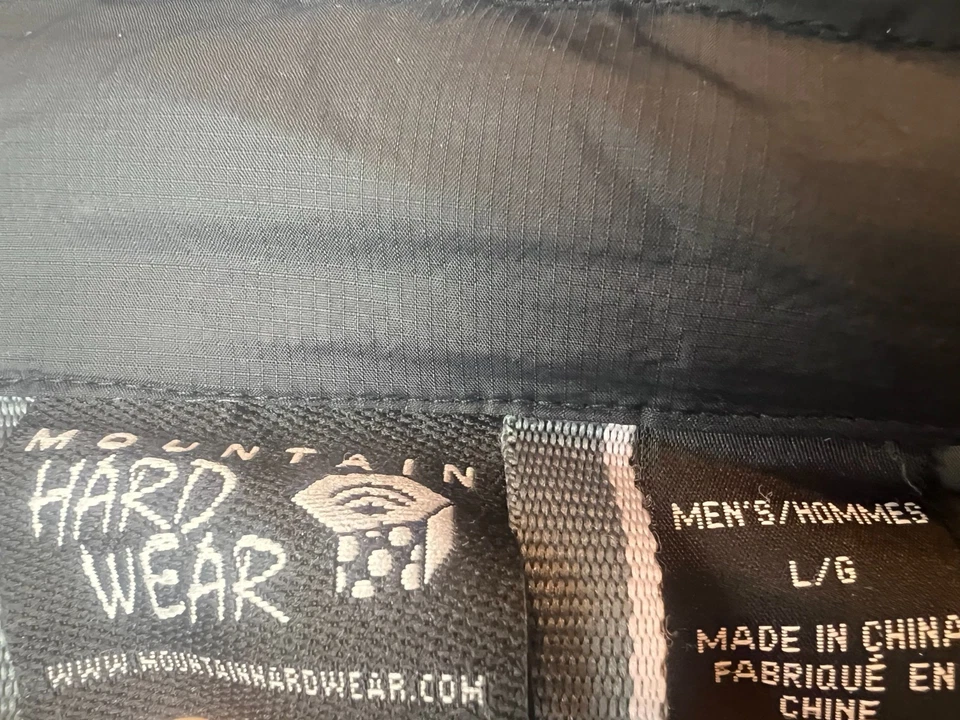 MOUNTAIN
HARD
WEAR
WWW.MOUNTAINHARDWEAR.COM
MEN'S/HOMMES
L/G
MADE IN CHINA
FABRIQUÉ EN
CHINE